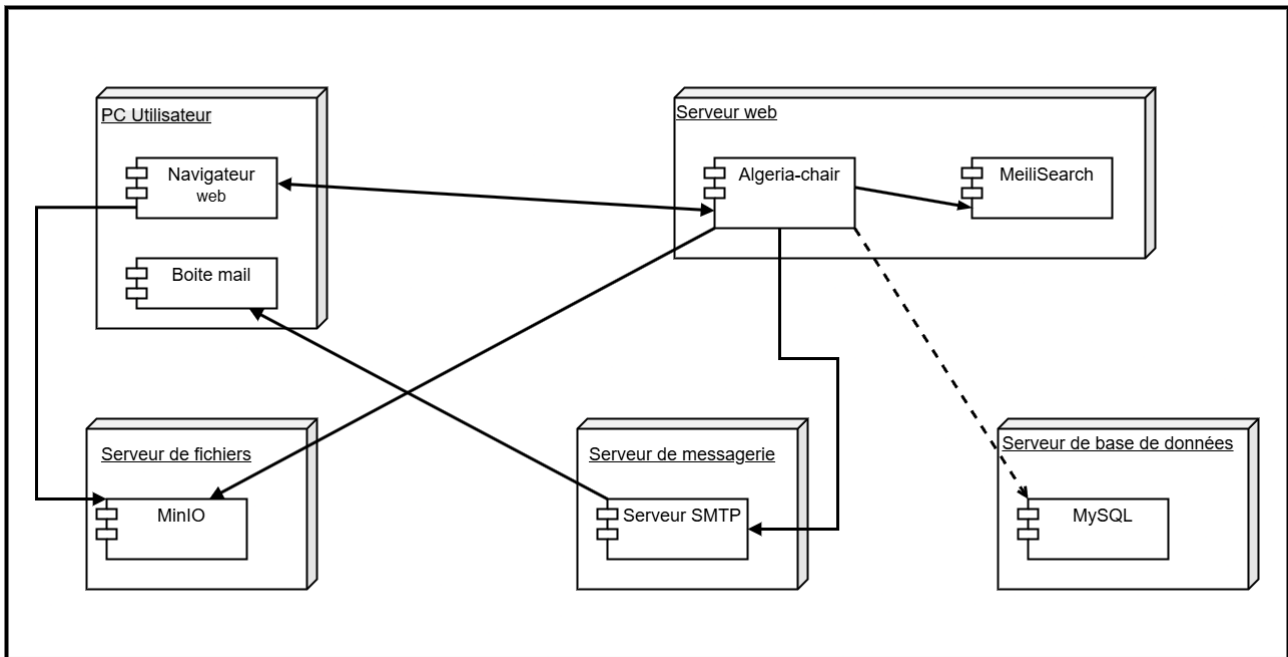 PC Utilisateur
Navigateur
web
Boite mail
Serveur web
Algeria-chair
MeiliSearch
Serveur de fichiers
MinIO
Serveur de messagerie
Serveur SMTP
Serveur de base de données
MySQL